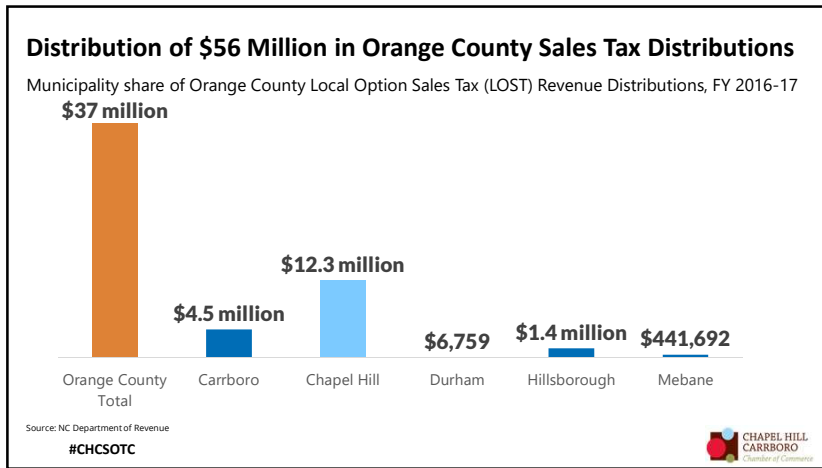 Distribution of $56 Million in Orange County Sales Tax Distributions
Municipality share of Orange County Local Option Sales Tax (LOST) Revenue Distributions, FY 2016-17
$37 million
$4.5 million
$12.3 million
$6,759
$1.4 million
$441,692
Orange County
Total
Carrboro
Chapel Hill
Durham
Hillsborough
Mebane
Source: NC Department of Revenue
#CHCSOTC
CHAPEL HILL
CARRBORO
Chamber of Commerce